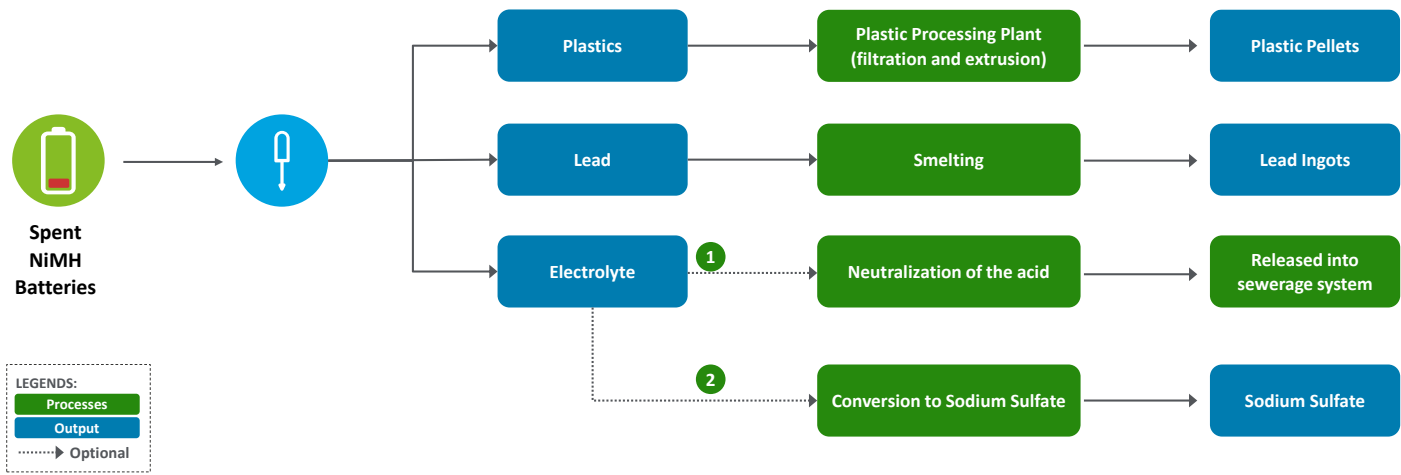 Plastics
Plastic Processing Plant
(filtration and extrusion)
Plastic Pellets
Lead
Smelting
Lead Ingots
Spent
NiMH
Batteries
Electrolyte
1
Neutralization of the acid
Released into
sewerage system
2
Conversion to Sodium Sulfate
Sodium Sulfate
LEGENDS:
Processes
Output
Optional